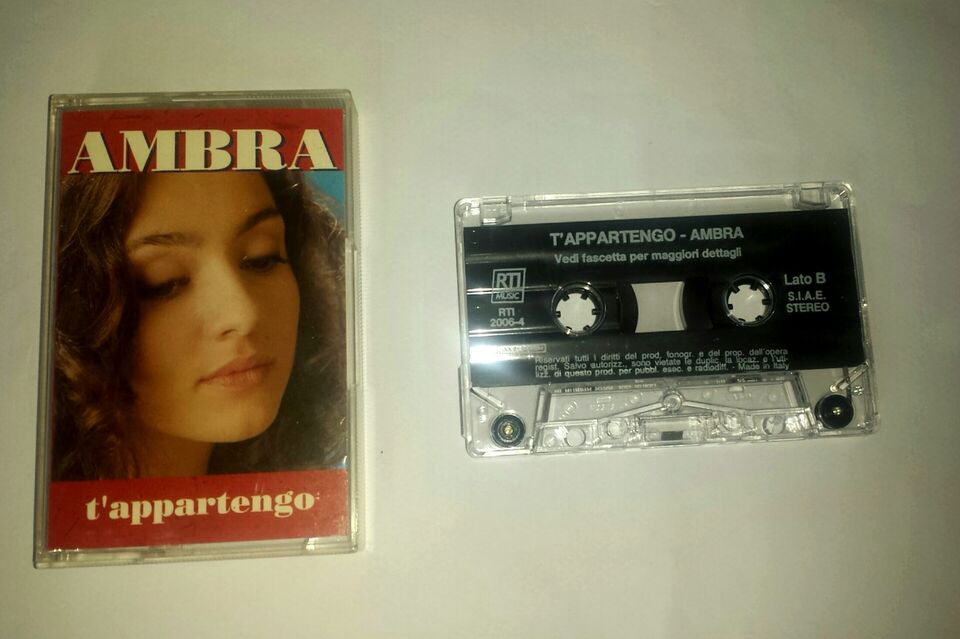 AMBRA
t'appartengo
T'APPARTENGO - AMBRA
Vedi fascetta per maggiori dettagli
RTI
MUSIC
RTI
2006-4
Lato B
S.I.A.E.
STEREO
Riservati tutti i diritti del prod. fonogr. e del prop. dell'opera
regist. Salvo autorizz., sono vietate le duplic. la locaz. e l'uti-
lizz. di questo prod. per pubbl. esec. e radiodiff. - Made in Italy